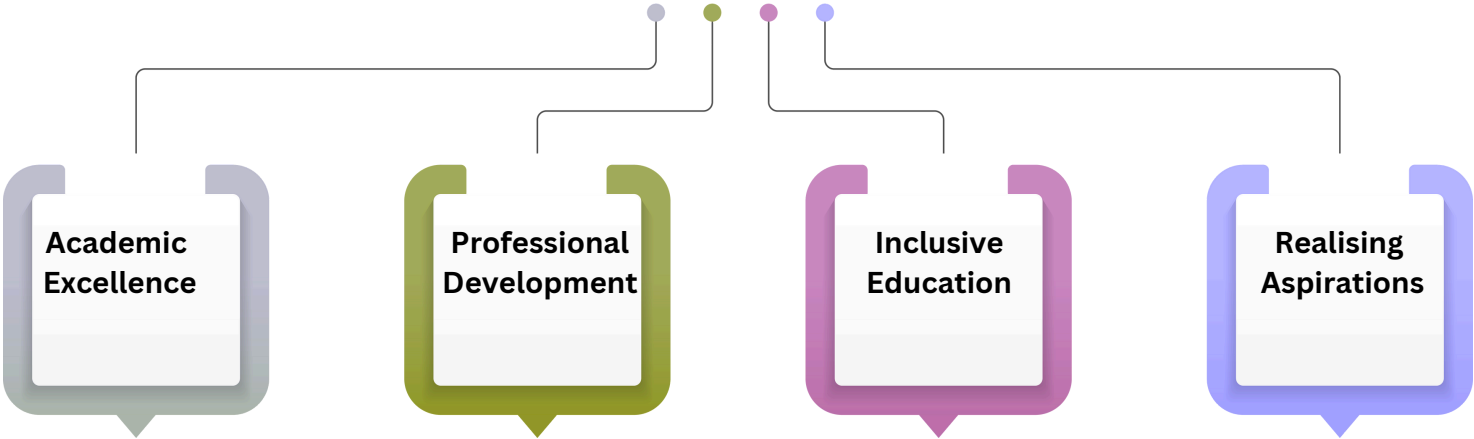 Academic
Excellence
Professional
Development
Inclusive
Education
Realising
Aspirations